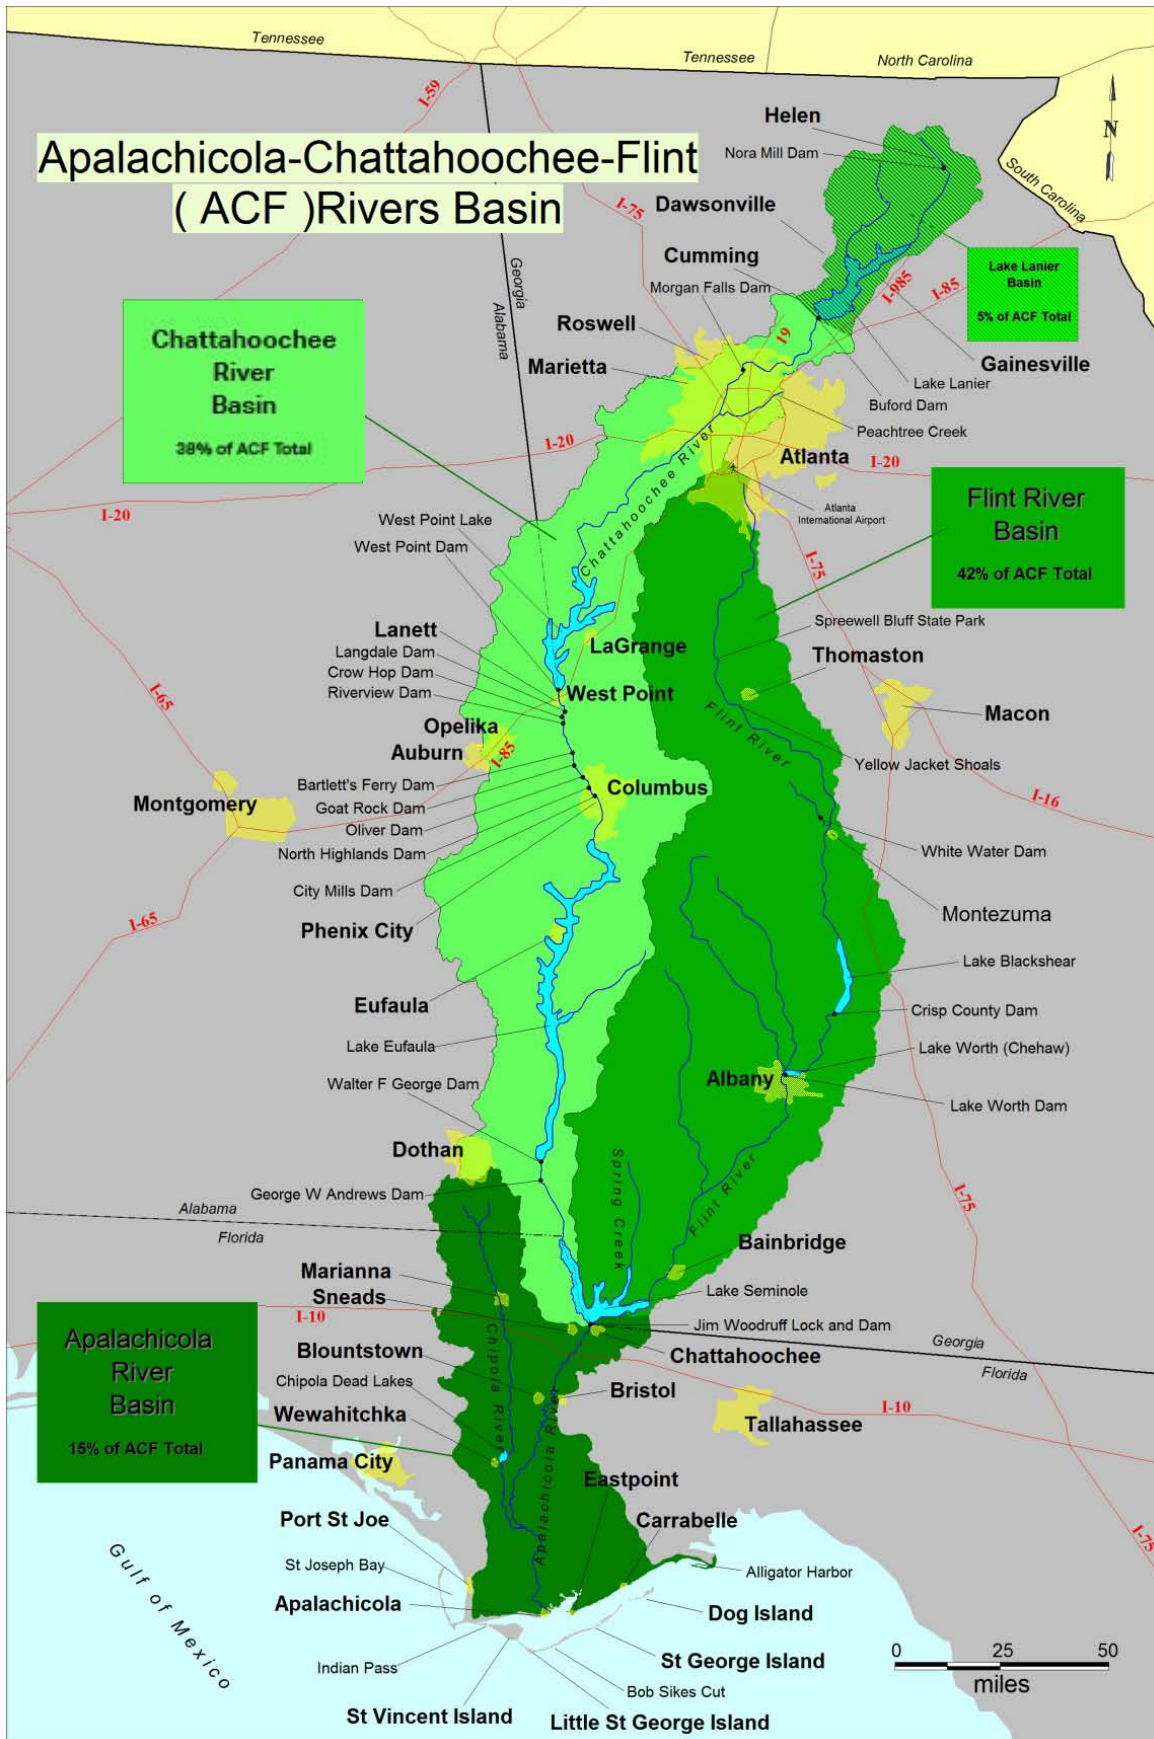 Tennessee
Tennessee
North Carolina
I-59
Helen
Nora Mill Dam
N
South Carolina
Apalachicola-Chattahoochee-Flint
( ACF )Rivers Basin
I-75
Dawsonville
Cumming
Morgan Falls Dam
Georgia
Alabama
I-985
I-85
Lake Lanier
Basin
5% of ACF Total
Chattahoochee
River
Basin
38% of ACF Total
Roswell
19
Marietta
Gainesville
Lake Lanier
Buford Dam
Peachtree Creek
I-20
Chattahoochee River
Atlanta
I-20
I-20
Atlanta
International Airport
Flint River
Basin
42% of ACF Total
West Point Lake
West Point Dam
I-75
Spreewell Bluff State Park
Lanett
LaGrange
Langdale Dam
Thomaston
Crow Hop Dam
Riverview Dam
West Point
I-65
Flint River
Macon
Opelika
Auburn
I-85
Yellow Jacket Shoals
Bartlett's Ferry Dam
Columbus
Montgomery
Goat Rock Dam
I-16
Oliver Dam
North Highlands Dam
White Water Dam
City Mills Dam
Montezuma
I-65
Phenix City
Lake Blackshear
Eufaula
Crisp County Dam
Lake Eufaula
Lake Worth (Chehaw)
Walter F George Dam
Albany
Lake Worth Dam
Dothan
Spring Creek
Flint River
George W Andrews Dam
I-75
Alabama
Florida
Bainbridge
Marianna
Sneads
Lake Seminole
I-10
Jim Woodruff Lock and Dam
Georgia
Florida
Apalachicola
River
Basin
15% of ACF Total
Chipola River
Blountstown
Chattahoochee
Chipola Dead Lakes
Bristol
Wewahitchka
I-10
Tallahassee
Panama City
Apalachicola River
Eastpoint
Port St Joe
Carrabelle
I-75
St Joseph Bay
Alligator Harbor
Gulf of Mexico
Apalachicola
Dog Island
0 25 50
miles
Indian Pass
St George Island
Bob Sikes Cut
St Vincent Island
Little St George Island